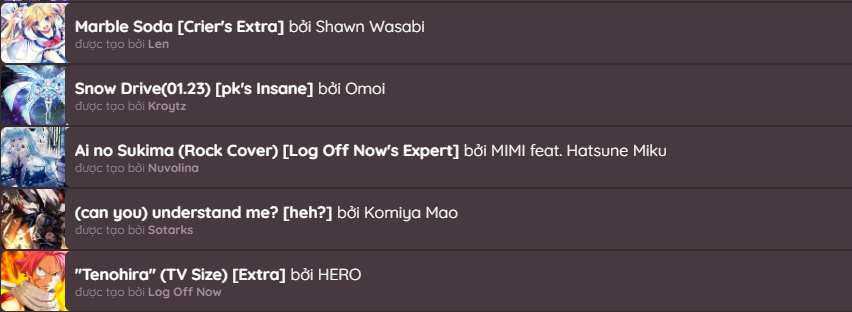 Marble Soda [Crier's Extra] bởi Shawn Wasabi
được tạo bởi Len
Snow Drive(01.23) [pk's Insane] bởi Omoi
được tạo bởi Kroytz
Ai no Sukima (Rock Cover) [Log Off Now's Expert] bởi MIMI feat. Hatsune Miku
được tạo bởi Nuvolina
(can you) understand me? [heh?] bởi Komiya Mao
được tạo bởi Sotarks
"Tenohira" (TV Size) [Extra] bởi HERO
được tạo bởi Log Off Now